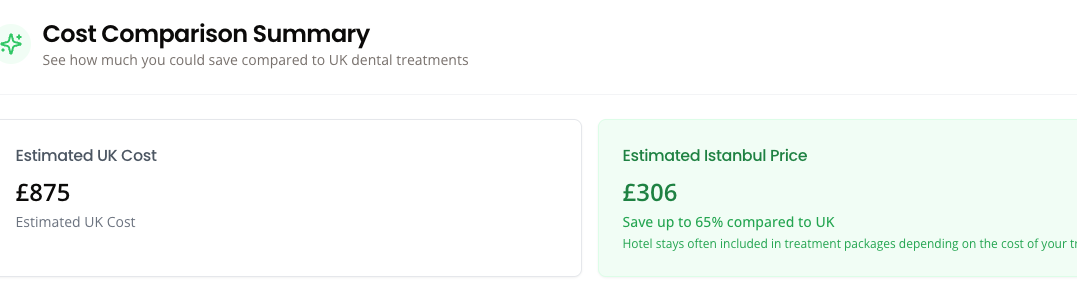 Cost Comparison Summary
See how much you could save compared to UK dental treatments
Estimated UK Cost
£875
Estimated UK Cost
Estimated Istanbul Price
£306
Save up to 65% compared to UK
Hotel stays often included in treatment packages depending on the cost of your